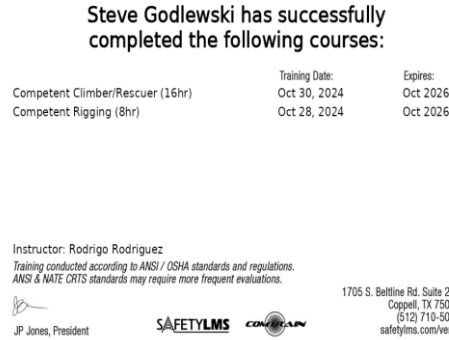 Steve Godlewski has successfully
completed the following courses:
Training Date: Expires:
Competent Climber/Rescuer (16hr) Oct 30, 2024 Oct 2026
Competent Rigging (8hr) Oct 28, 2024 Oct 2026
Instructor: Rodrigo Rodriguez
Training conducted according to ANSI / OSHA standards and regulations.
ANSI & NATE CRTS standards may require more frequent evaluations.
JP Jones, President
SAFETYLMS COMTRAIN
1705 S. Beltline Rd. Suite 2
Coppell, TX 750
(512) 710-50
safetylms.com/ver